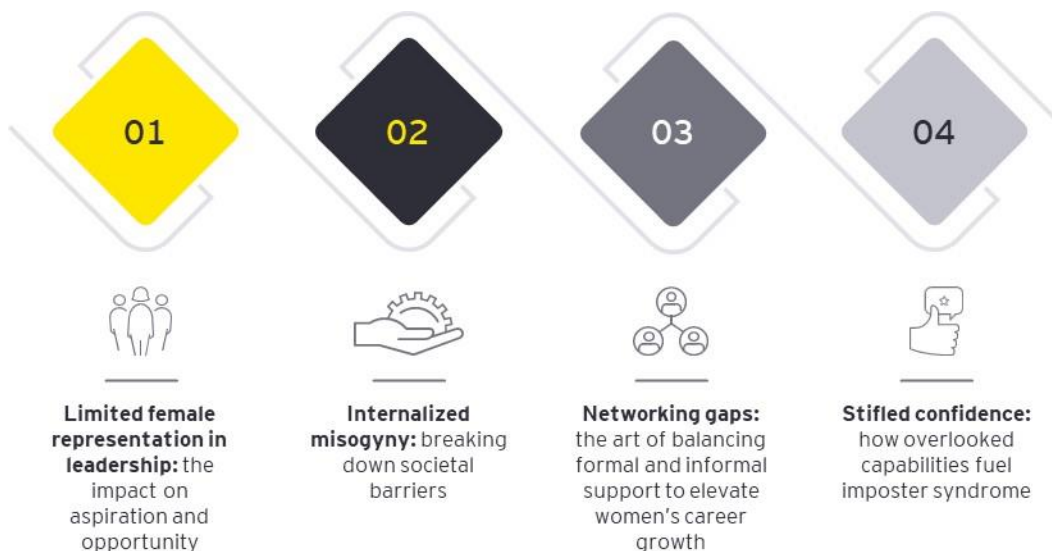 01
02
03
04
Limited female
representation in
leadership: the
impact on
aspiration and
opportunity
Internalized
misogyny: breaking
down societal
barriers
Networking gaps:
the art of balancing
formal and informal
support to elevate
women's career
growth
Stifled confidence:
how overlooked
capabilities fuel
imposter syndrome